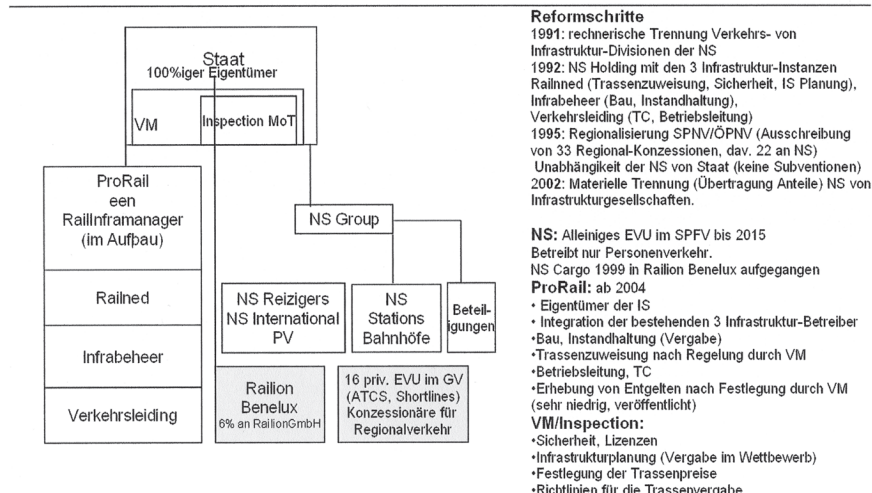 Staat
100%iger Eigentümer
VM
Inspection MoT
ProRail
een
RailInframanager
(im Aufbau)
Railned
Infrabeheer
Verkehrsleiding
NS Group
NS Reizigers
NS International
PV
NS
Stations
Bahnhöfe
Beteil-
igungen
Railion
Benelux
6% an RailionGmbH
16 priv. EVU im GV
(ATCS, Shortlines)
Konzessionäre für
Regionalverkehr
Reformschritte
1991: rechnerische Trennung Verkehrs- von
Infrastruktur-Divisionen der NS
1992: NS Holding mit den 3 Infrastruktur-Instanzen
Railnned (Trassenzuweisung, Sicherheit, IS Planung),
Infrabeheer (Bau, Instandhaltung),
Verkehrsleiding (TC, Betriebsleitung)
1995: Regionalisierung SPNV/ÖPNV (Ausschreibung
von 33 Regional-Konzessionen, dav. 22 an NS)
Unabhängikeit der NS von Staat (keine Subventionen)
2002: Materielle Trennung (Übertragung Anteile) NS von
Infrastrukturgesellschaften.
NS: Alleiniges EVU im SPFV bis 2015
Betreibt nur Personenverkehr.
NS Cargo 1999 in Railion Benelux aufgegangen
ProRail: ab 2004
• Eigentümer der IS
• Integration der bestehenden 3 Infrastruktur-Betreiber
•Bau, Instandhaltung (Vergabe)
•Trassenzuweisung nach Regelung durch VM
•Betriebsleitung, TC
•Erhebung von Entgelten nach Festlegung durch VM
(sehr niedrig, veröffentlicht)
VM/Inspection:
•Sicherheit, Lizenzen
•Infrastrukturplanung (Vergabe im Wettbewerb)
•Festlegung der Trassenpreise
•Richtlinien für die Trassenvergabe